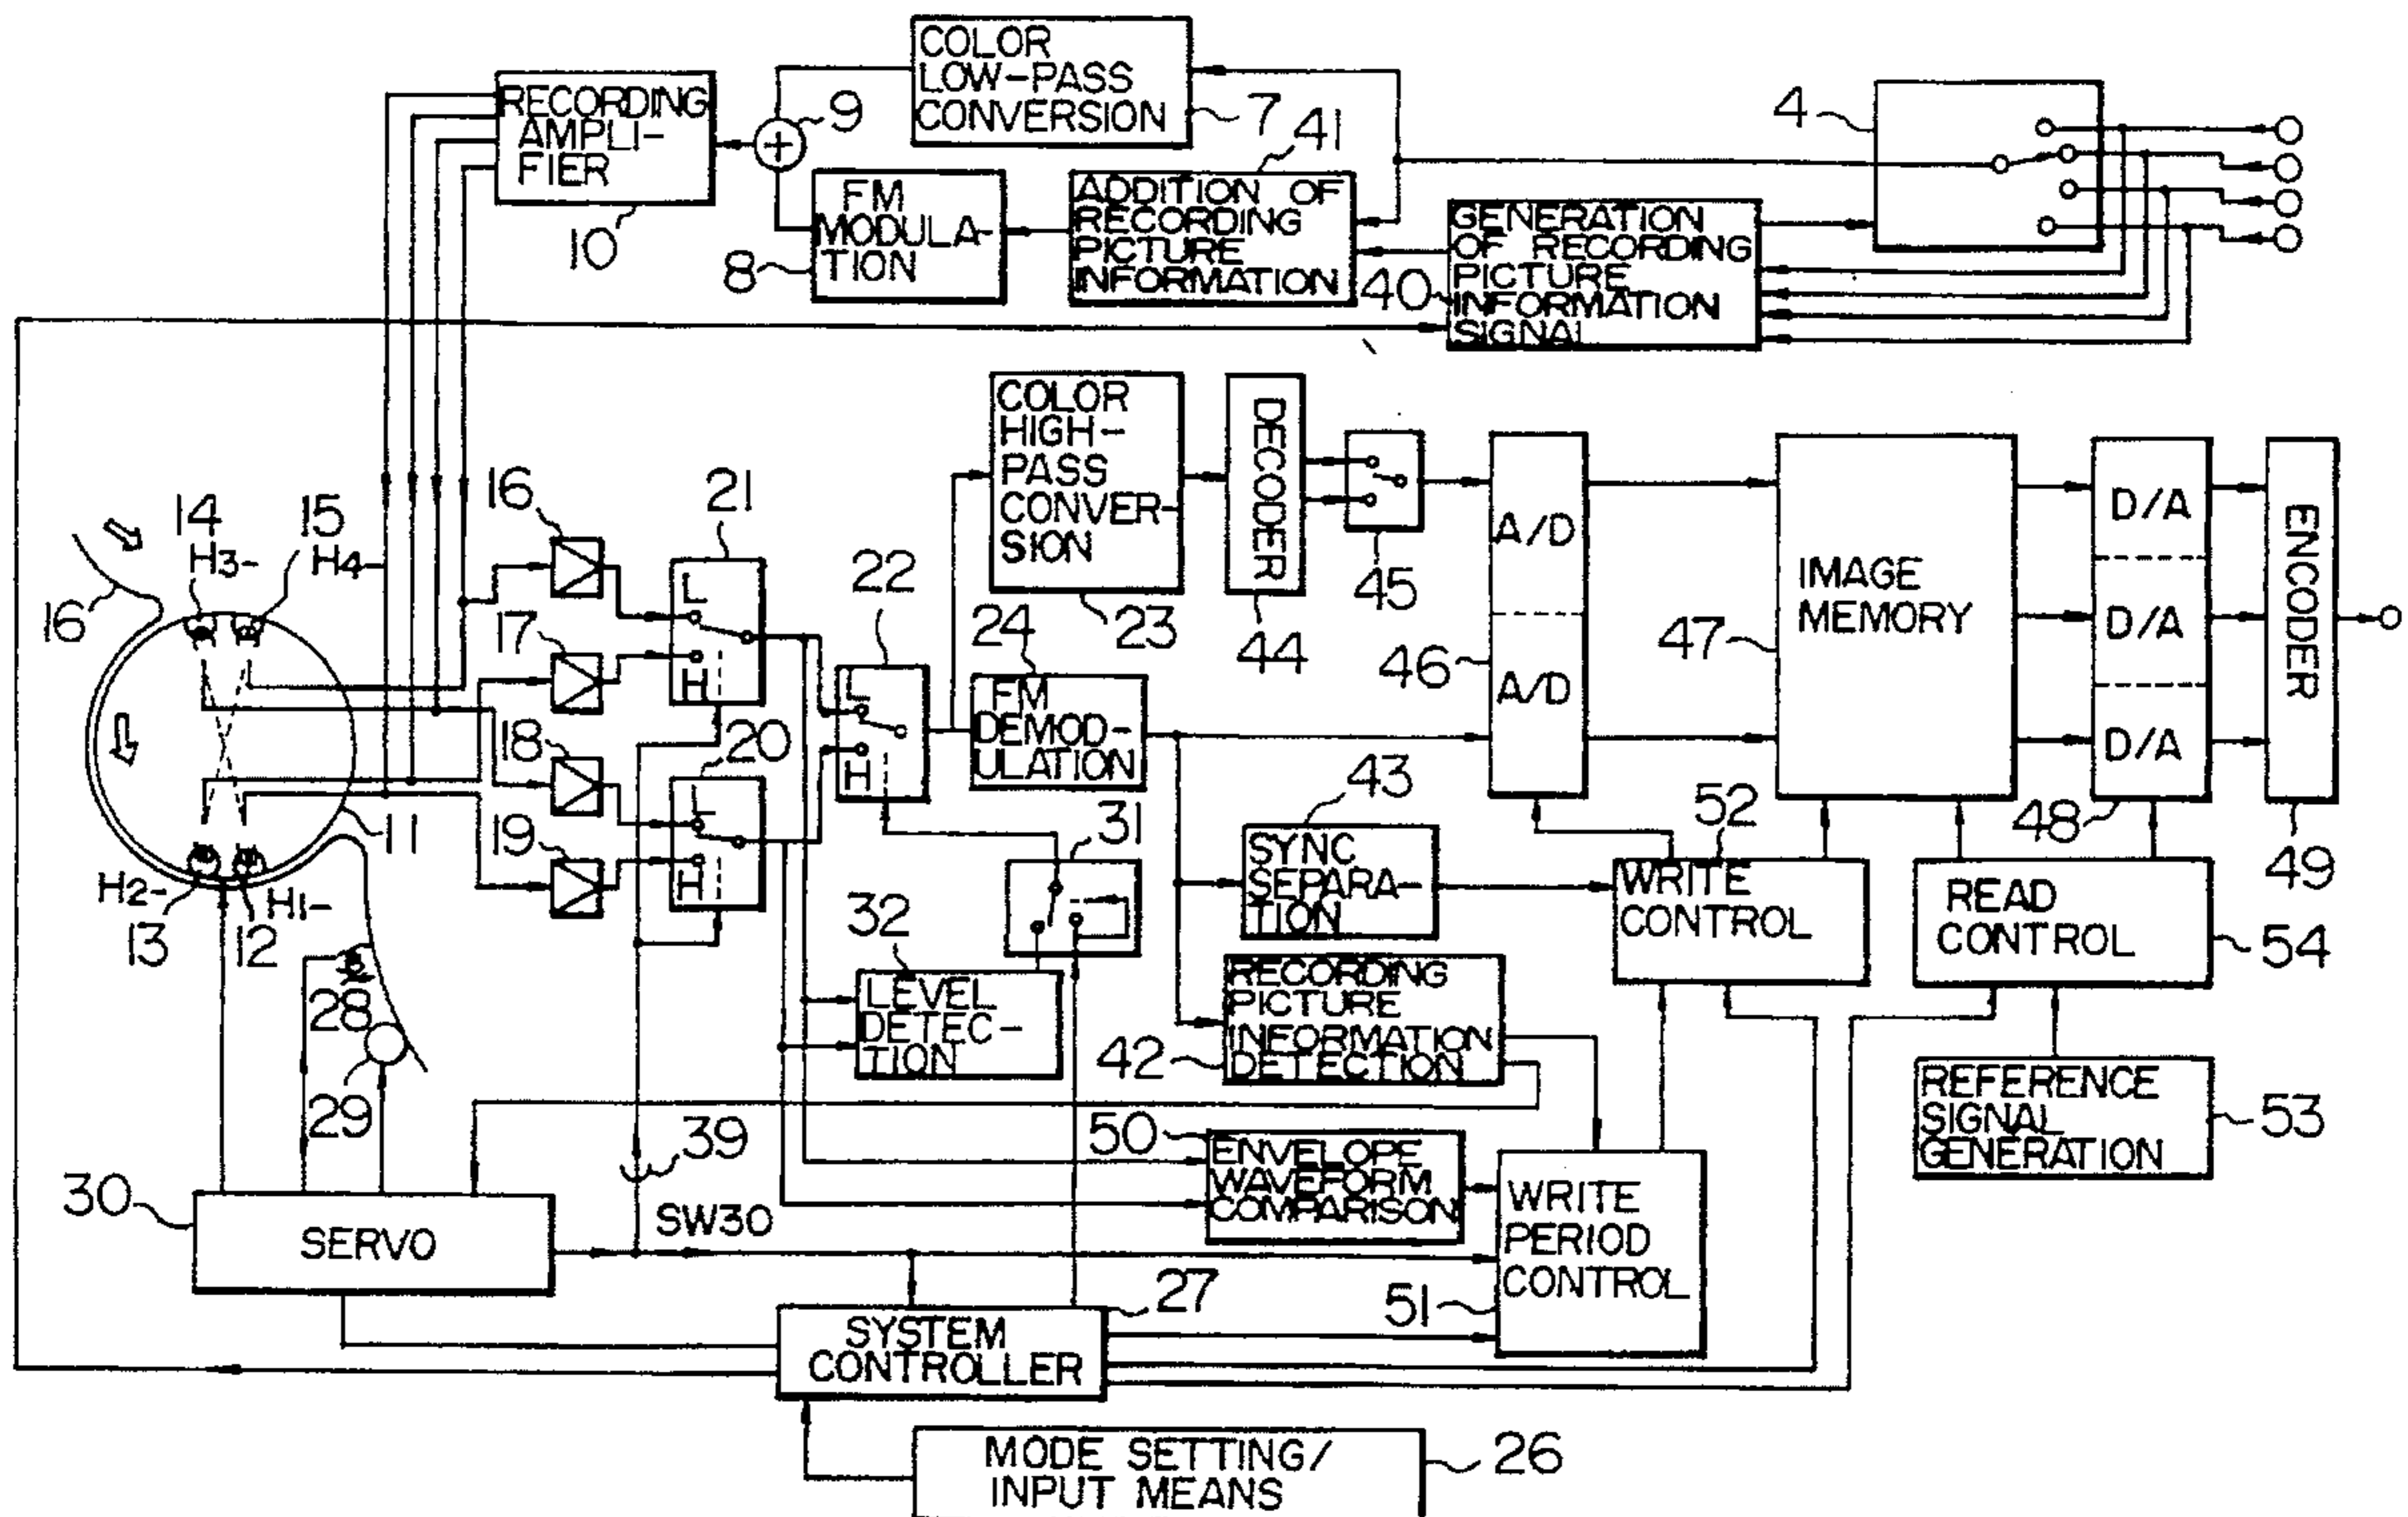 COLOR
LOW-PASS
CONVERSION
7
RECORDING
AMPLI-
FIER
10
9
41
4
FM
MODULA-
TION
8
ADDITION OF
RECORDING
PICTURE
INFORMATION
GENERATION
OF RECORDING
PICTURE
INFORMATION
SIGNAL
40
COLOR
HIGH-
PASS
CONVER-
SION
23
DECODER
44
45
A/D
A/D
46
IMAGE
MEMORY
47
D/A
D/A
D/A
48
ENCODER
49
14
H3-
15
H4-
16
16
17
18
19
21
L
H
20
L
H
22
L
H
24
FM
DEMOD-
ULATION
11
H2-
13
H1-
12
28
29
31
32
LEVEL
DETEC-
TION
43
SYNC
SEPARA-
TION
52
WRITE
CONTROL
READ
CONTROL
54
RECORDING
PICTURE
INFORMATION
DETECTION
42
REFERENCE
SIGNAL
GENERATION
53
39
50
ENVELOPE
WAVEFORM
COMPARISON
WRITE
PERIOD
CONTROL
51
30
SERVO
SW30
27
SYSTEM
CONTROLLER
MODE SETTING/
INPUT MEANS
26